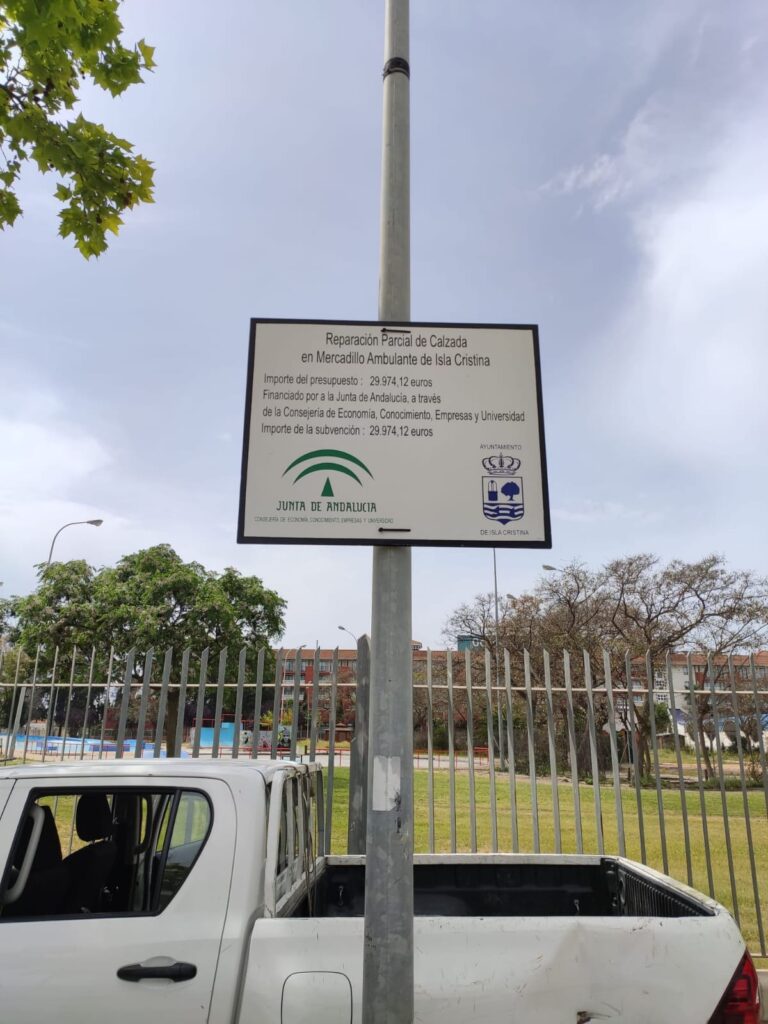 Reparación Parcial de Calzada
en Mercadillo Ambulante de Isla Cristina
Importe del presupuesto : 29.974,12 euros
Financiado por a la Junta de Andalucía, a través
de la Consejería de Economía, Conocimiento, Empresas y Universidad
Importe de la subvención : 29.974,12 euros
JUNTA DE ANDALUCIA
CONSEJERÍA DE ECONOMÍA, CONOCIMIENTO, EMPRESAS Y UNIVERSIDAD
AYUNTAMIENTO
DE ISLA CRISTINA